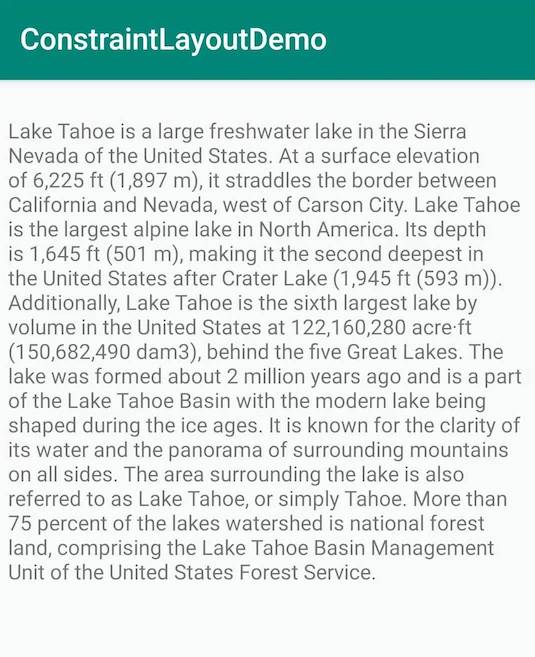 ConstraintLayoutDemo
Lake Tahoe is a large freshwater lake in the Sierra
Nevada of the United States. At a surface elevation
of 6,225 ft (1,897 m), it straddles the border between
California and Nevada, west of Carson City. Lake Tahoe
is the largest alpine lake in North America. Its depth
is 1,645 ft (501 m), making it the second deepest in
the United States after Crater Lake (1,945 ft (593 m)).
Additionally, Lake Tahoe is the sixth largest lake by
volume in the United States at 122,160,280 acre·ft
(150,682,490 dam3), behind the five Great Lakes. The
lake was formed about 2 million years ago and is a part
of the Lake Tahoe Basin with the modern lake being
shaped during the ice ages. It is known for the clarity of
its water and the panorama of surrounding mountains
on all sides. The area surrounding the lake is also
referred to as Lake Tahoe, or simply Tahoe. More than
75 percent of the lakes watershed is national forest
land, comprising the Lake Tahoe Basin Management
Unit of the United States Forest Service.